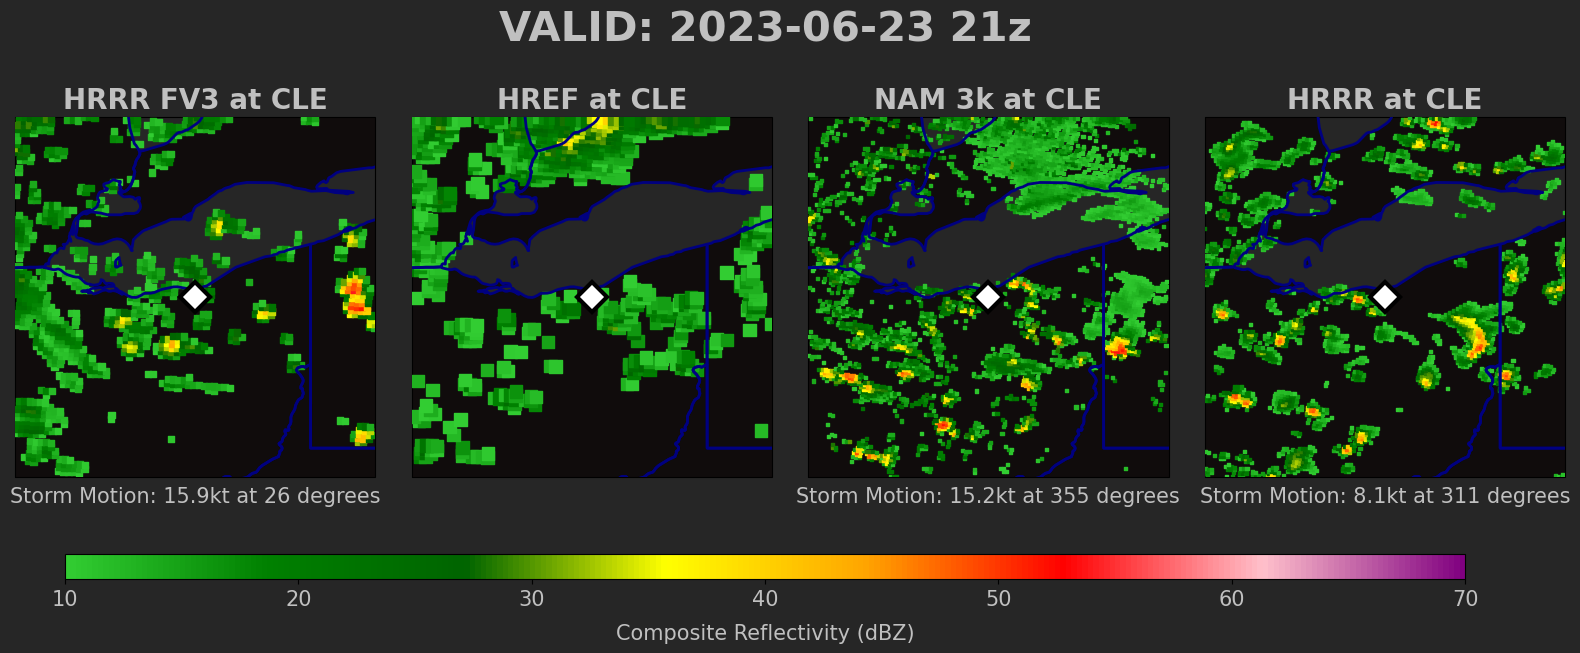 VALID: 2023-06-23 21z
HRRR FV3 at CLE
HREF at CLE
NAM 3k at CLE
HRRR at CLE
Storm Motion: 15.9kt at 26 degrees
Storm Motion: 15.2kt at 355 degrees
Storm Motion: 8.1kt at 311 degrees
10 20 30 40 50 60 70
Composite Reflectivity (dBZ)